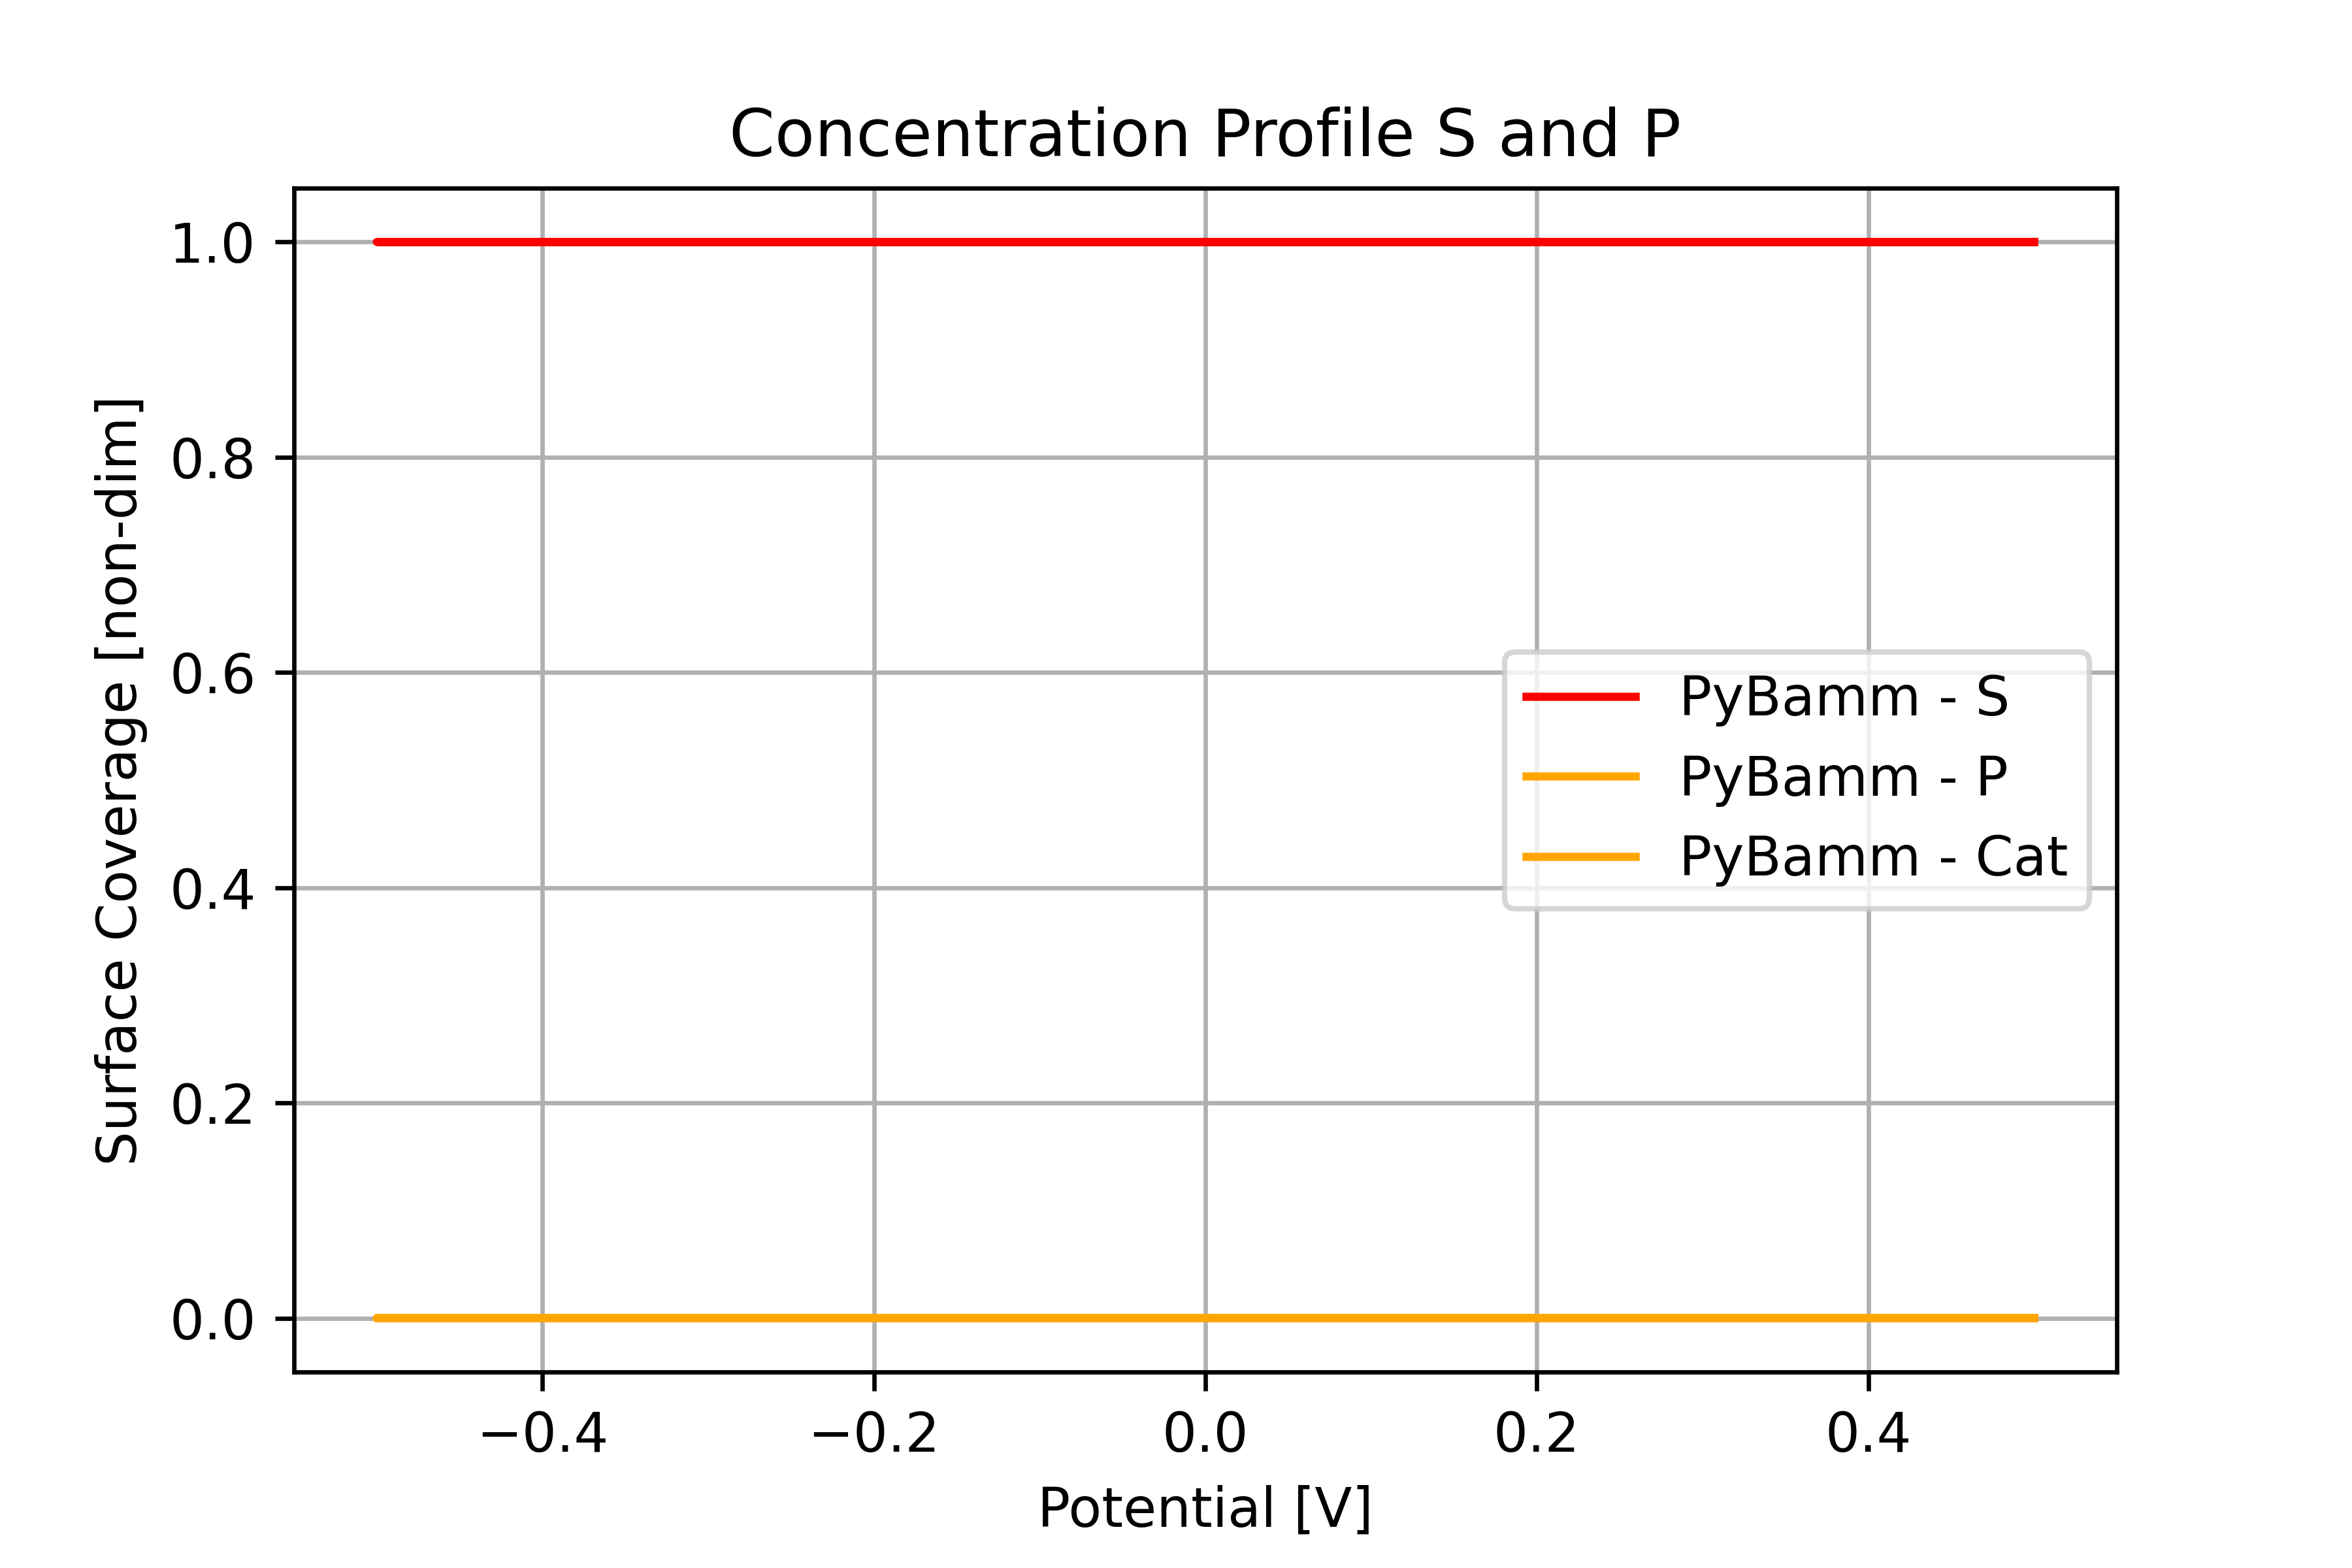 Concentration Profile S and P
Surface Coverage [non-dim]
1.0
0.8
0.6
0.4
0.2
0.0
PyBamm - S
PyBamm - P
PyBamm - Cat
−0.4
−0.2
0.0
0.2
0.4
Potential [V]